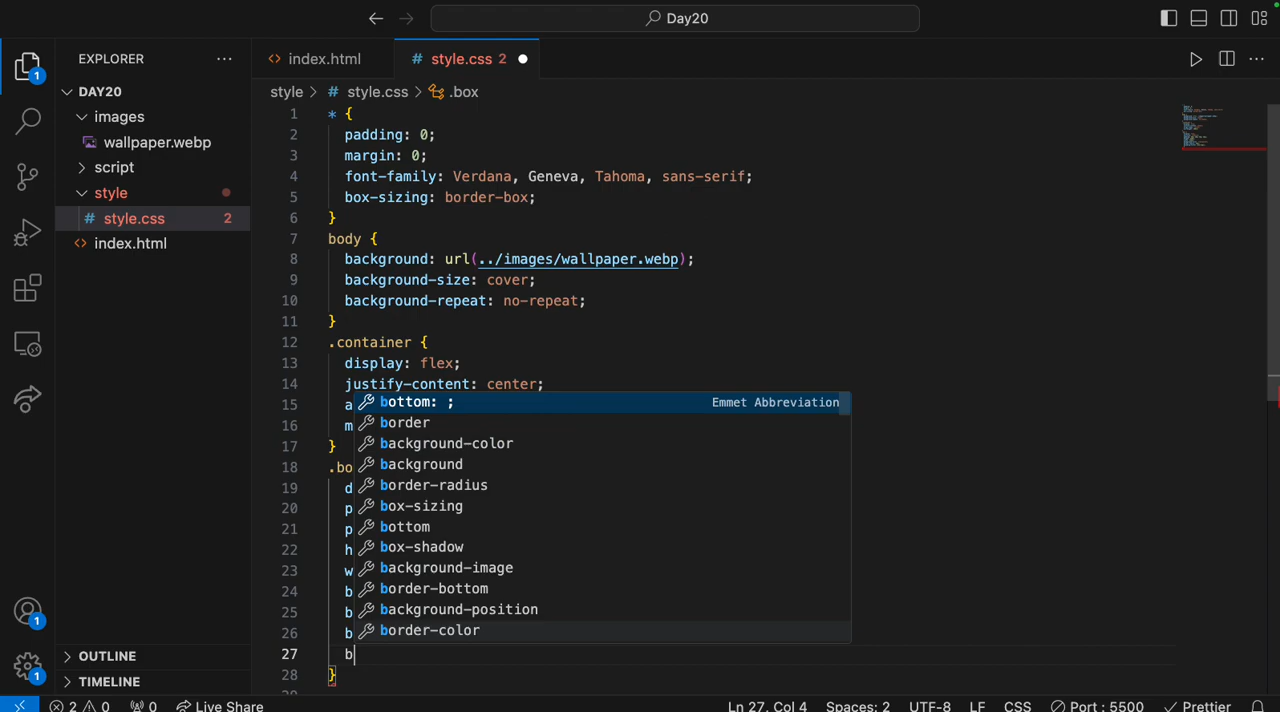 Day20
1
EXPLORER
DAY20
images
wallpaper.webp
script
style
style.css 2
index.html
OUTLINE
TIMELINE
1
1
index.html
style.css 2
style > style.css > .box
1 * {
2 padding: 0;
3 margin: 0;
4 font-family: Verdana, Geneva, Tahoma, sans-serif;
5 box-sizing: border-box;
6 }
7 body {
8 background: url(../images/wallpaper.webp);
9 background-size: cover;
10 background-repeat: no-repeat;
11 }
12 .container {
13 display: flex;
14 justify-content: center;
15 a
16 m
17 }
18 .bo
19 d
20 p
21 p
22 h
23 w
24 b
25 b
26 b
27 b
28 }
bottom: ; Emmet Abbreviation
border
background-color
background
border-radius
box-sizing
bottom
box-shadow
background-image
border-bottom
background-position
border-color
2 0 0 Live Share Ln 27, Col 4 Spaces: 2 UTF-8 LF CSS Port : 5500 Prettier